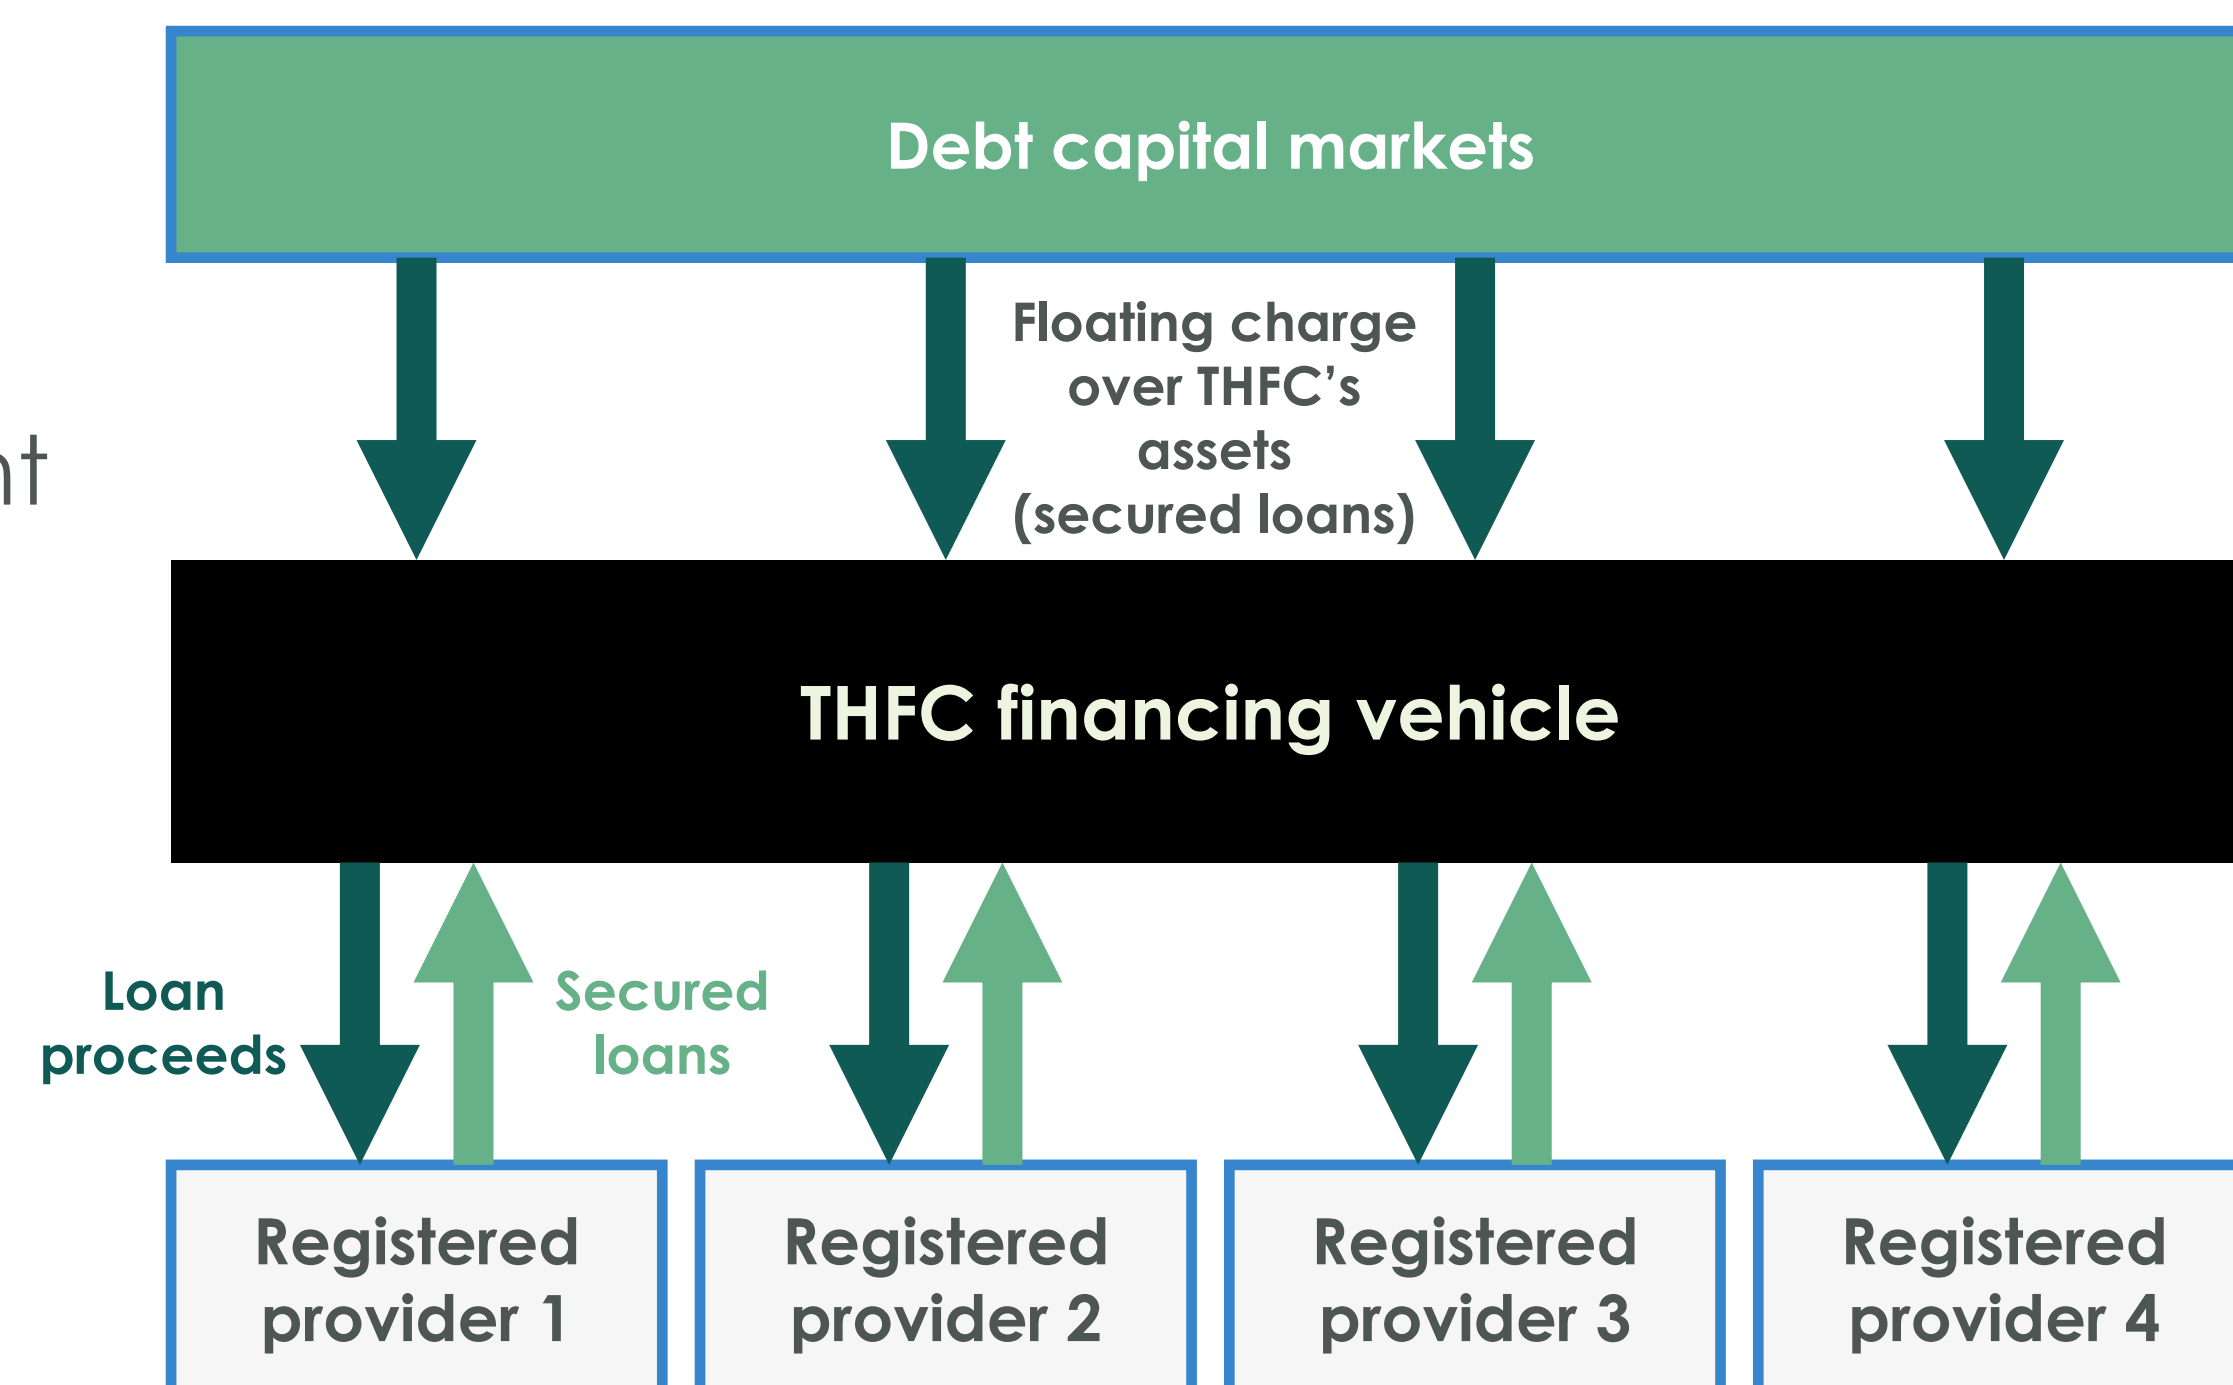 Debt capital markets
Floating charge
over THFC’s
assets
(secured loans)
nt
THFC financing vehicle
Loan
proceeds
Secured
loans
Registered
provider 1
Registered
provider 2
Registered
provider 3
Registered
provider 4